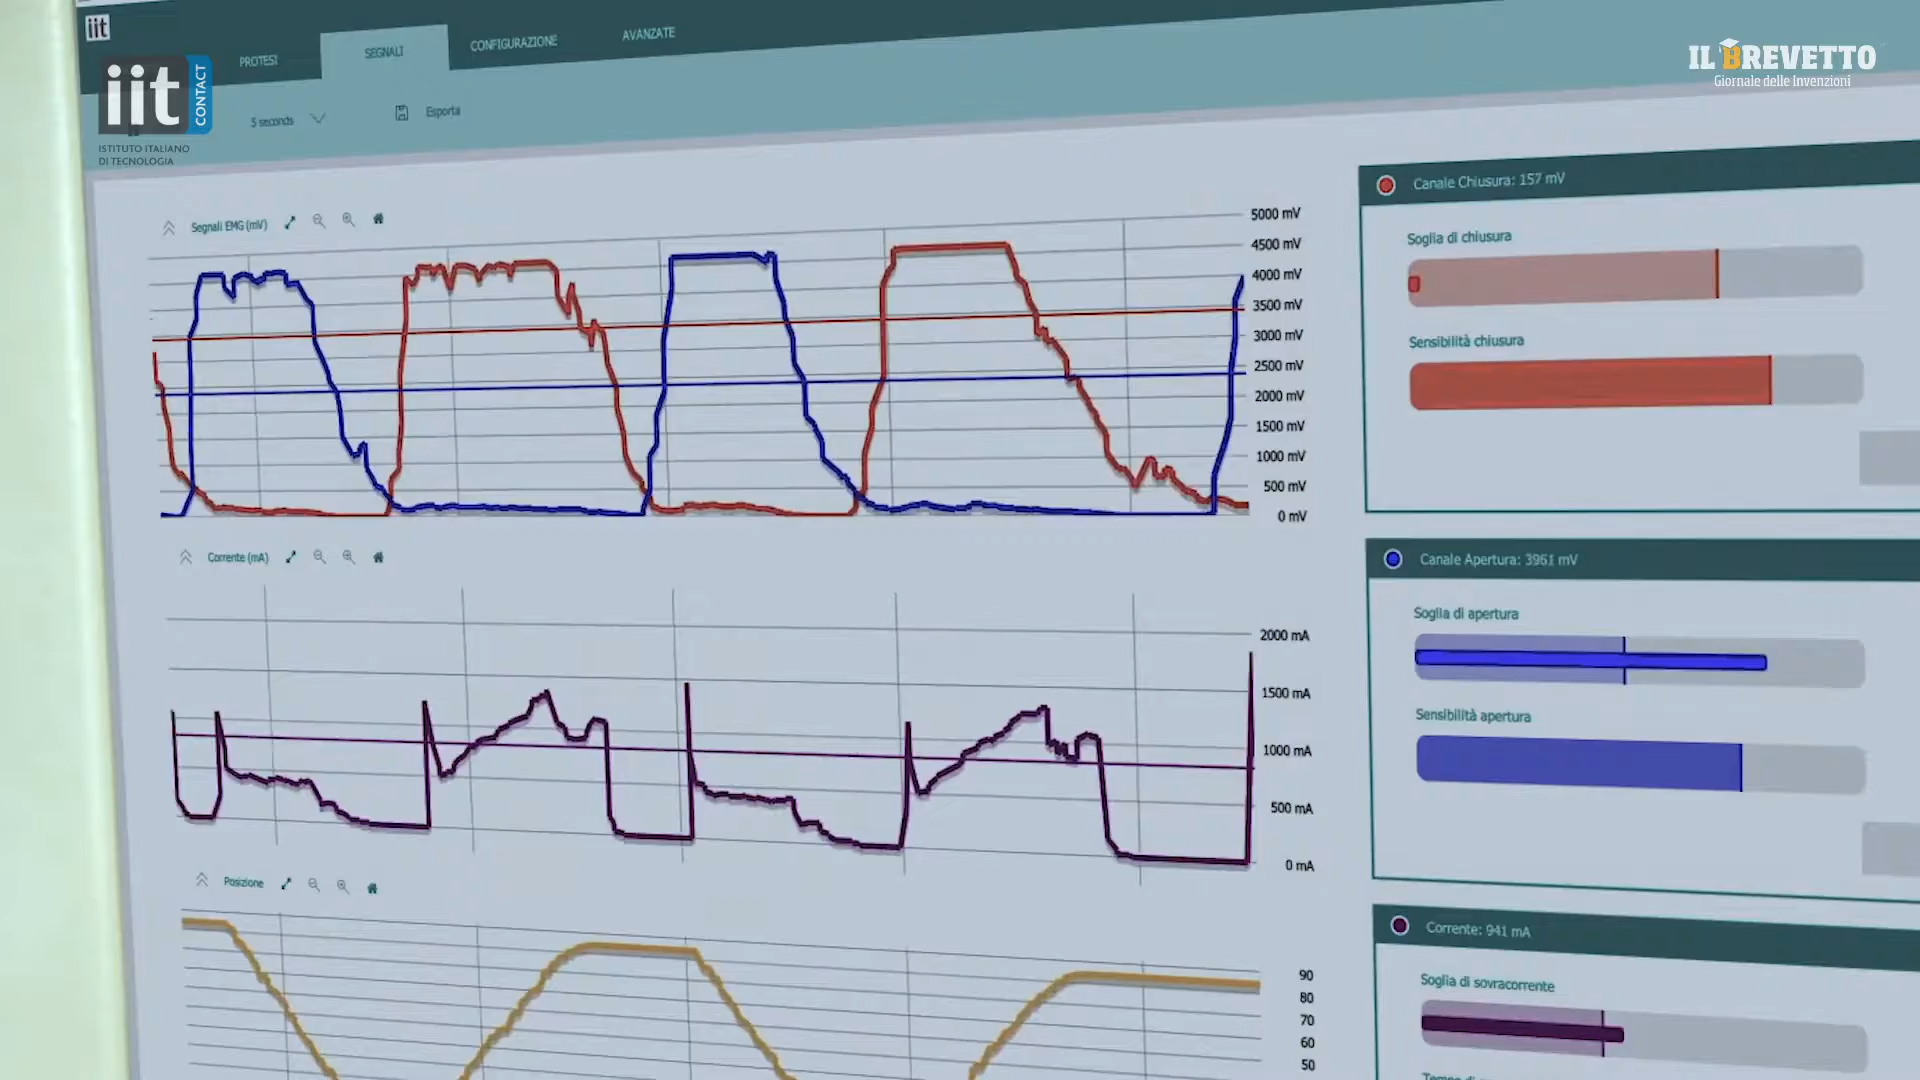 iit
PROTESI
SEGNALI
CONFIGURAZIONE
AVANZATE
iit CONTACT
ISTITUTO ITALIANO
DI TECNOLOGIA
IL BREVETTO
Giornale delle Invenzioni
5 seconds
Esporta
Segnali EMG (mV)
5000 mV
4500 mV
4000 mV
3500 mV
3000 mV
2500 mV
2000 mV
1500 mV
1000 mV
500 mV
0 mV
Canale Chiusura: 157 mV
Soglia di chiusura
Sensibilità chiusura
Corrente (mA)
2000 mA
1500 mA
1000 mA
500 mA
0 mA
Canale Apertura: 3961 mV
Soglia di apertura
Sensibilità apertura
Posizione
90
80
70
60
50
Corrente: 941 mA
Soglia di sovracorrente